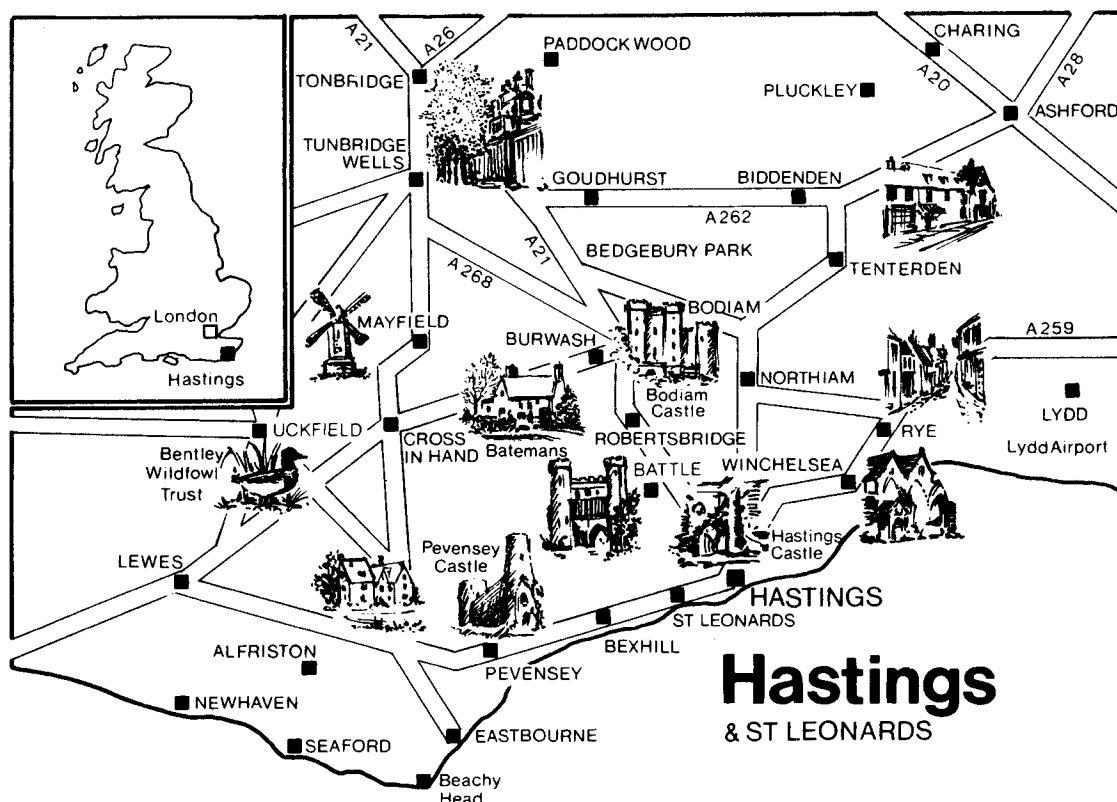 A21
A26
TONBRIDGE
PADDOCK WOOD
CHARING
A20
A28
PLUCKLEY
ASHFORD
TUNBRIDGE
WELLS
GOUDHURST
BIDDENDEN
A262
A21
BEDGEBURY PARK
A268
TENTERDEN
London
Hastings
MAYFIELD
BODIAM
BURWASH
A259
Bodiam
Castle
NORTHIAM
LYDD
Lydd Airport
UCKFIELD
CROSS
IN HAND
Batemans
ROBERTSBRIDGE
RYE
Bentley
Wildfowl
Trust
BATTLE
WINCHELSEA
LEWES
Pevensey
Castle
Hastings
Castle
HASTINGS
ST LEONARDS
BEXHILL
ALFRISTON
PEVENSEY
NEWHAVEN
SEAFORD
EASTBOURNE
Beachy
Head
Hastings
& ST LEONARDS